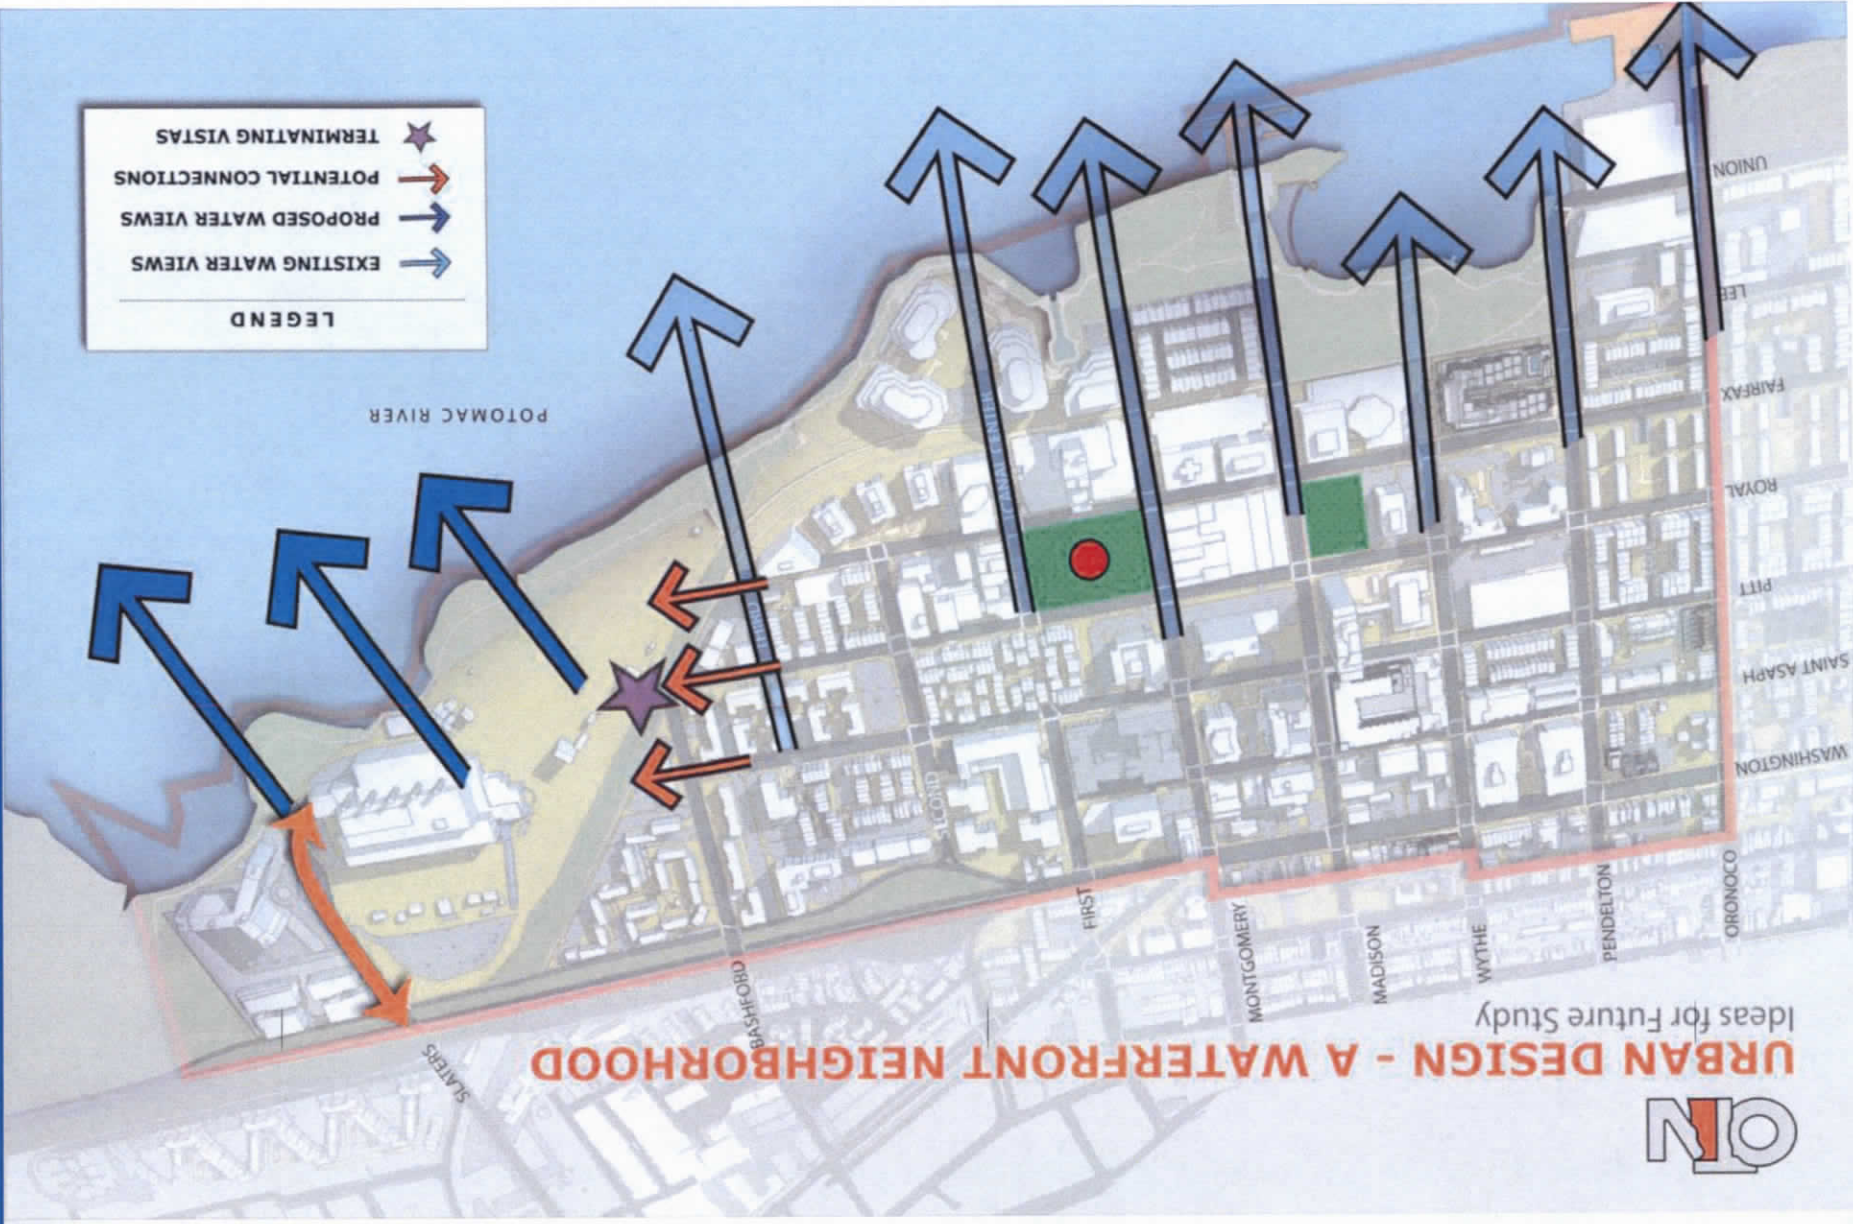 OTN
URBAN DESIGN - A WATERFRONT NEIGHBORHOOD
Ideas for Future Study
SLATERS
BASHFORD
SECOND
FIRST
MONTGOMERY
MADISON
WYTHE
PENDELTON
ORONOCO
WASHINGTON
SAINT ASAPH
PITT
ROYAL
FAIRFAX
LEE
UNION
CANAL CENTER
POTOMAC RIVER
LEGEND
EXISTING WATER VIEWS
PROPOSED WATER VIEWS
POTENTIAL CONNECTIONS
TERMINATING VISTAS